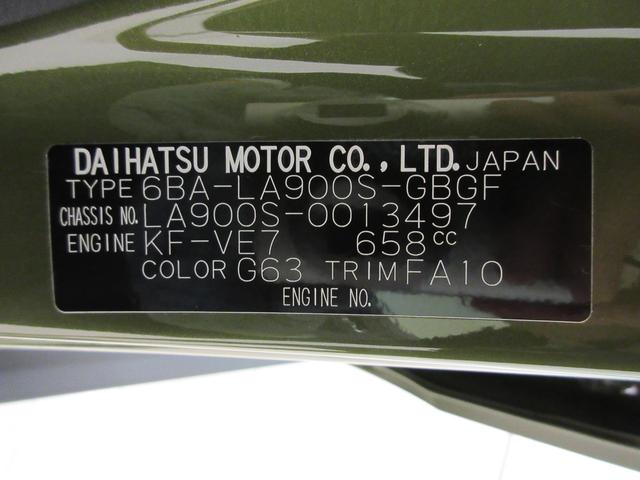 DAIHATSU MOTOR CO., LTD. JAPAN
TYPE 6BA-LA900S-GBGF
CHASSIS NO. LA900S-0013497
ENGINE KF-VE7 658cc
COLOR G63 TRIM FA10
ENGINE NO.